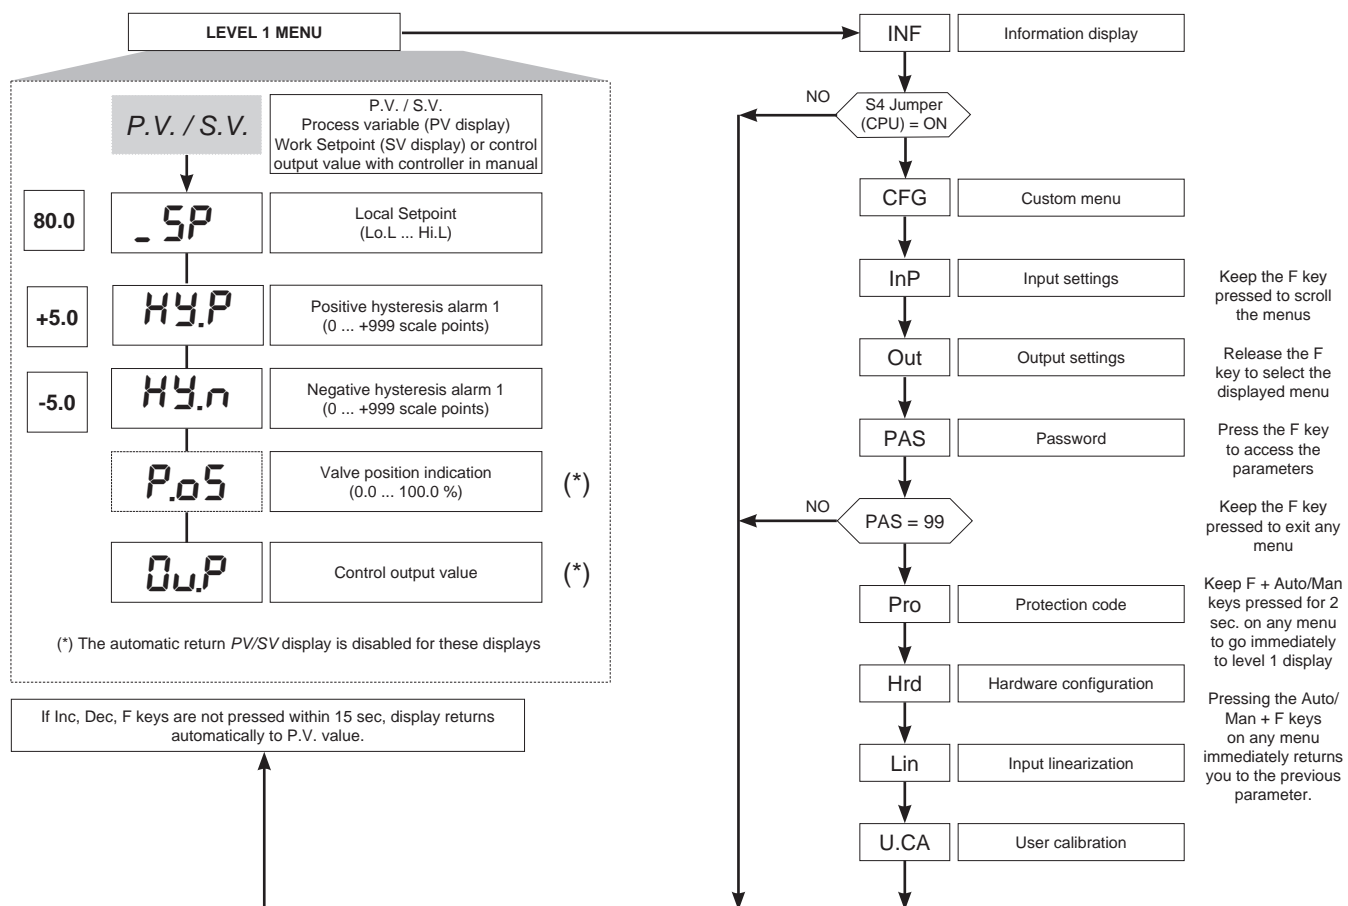 LEVEL 1 MENU
P.V. / S.V.
P.V. / S.V.
Process variable (PV display)
Work Setpoint (SV display) or control
output value with controller in manual
80.0
_SP
Local Setpoint
(Lo.L ... Hi.L)
+5.0
HY.P
Positive hysteresis alarm 1
(0 ... +999 scale points)
-5.0
HY.n
Negative hysteresis alarm 1
(0 ... +999 scale points)
P.oS
Valve position indication
(0.0 ... 100.0 %)
(*)
Ou.P
Control output value
(*)
(*) The automatic return PV/SV display is disabled for these displays
If Inc, Dec, F keys are not pressed within 15 sec, display returns
automatically to P.V. value.
INF
Information display
NO
S4 Jumper
(CPU) = ON
CFG
Custom menu
InP
Input settings
Out
Output settings
PAS
Password
NO
PAS = 99
Pro
Protection code
Hrd
Hardware configuration
Lin
Input linearization
U.CA
User calibration
Keep the F key
pressed to scroll
the menus
Release the F
key to select the
displayed menu
Press the F key
to access the
parameters
Keep the F key
pressed to exit any
menu
Keep F + Auto/Man
keys pressed for 2
sec. on any menu
to go immediately
to level 1 display
Pressing the Auto/
Man + F keys
on any menu
immediately returns
you to the previous
parameter.